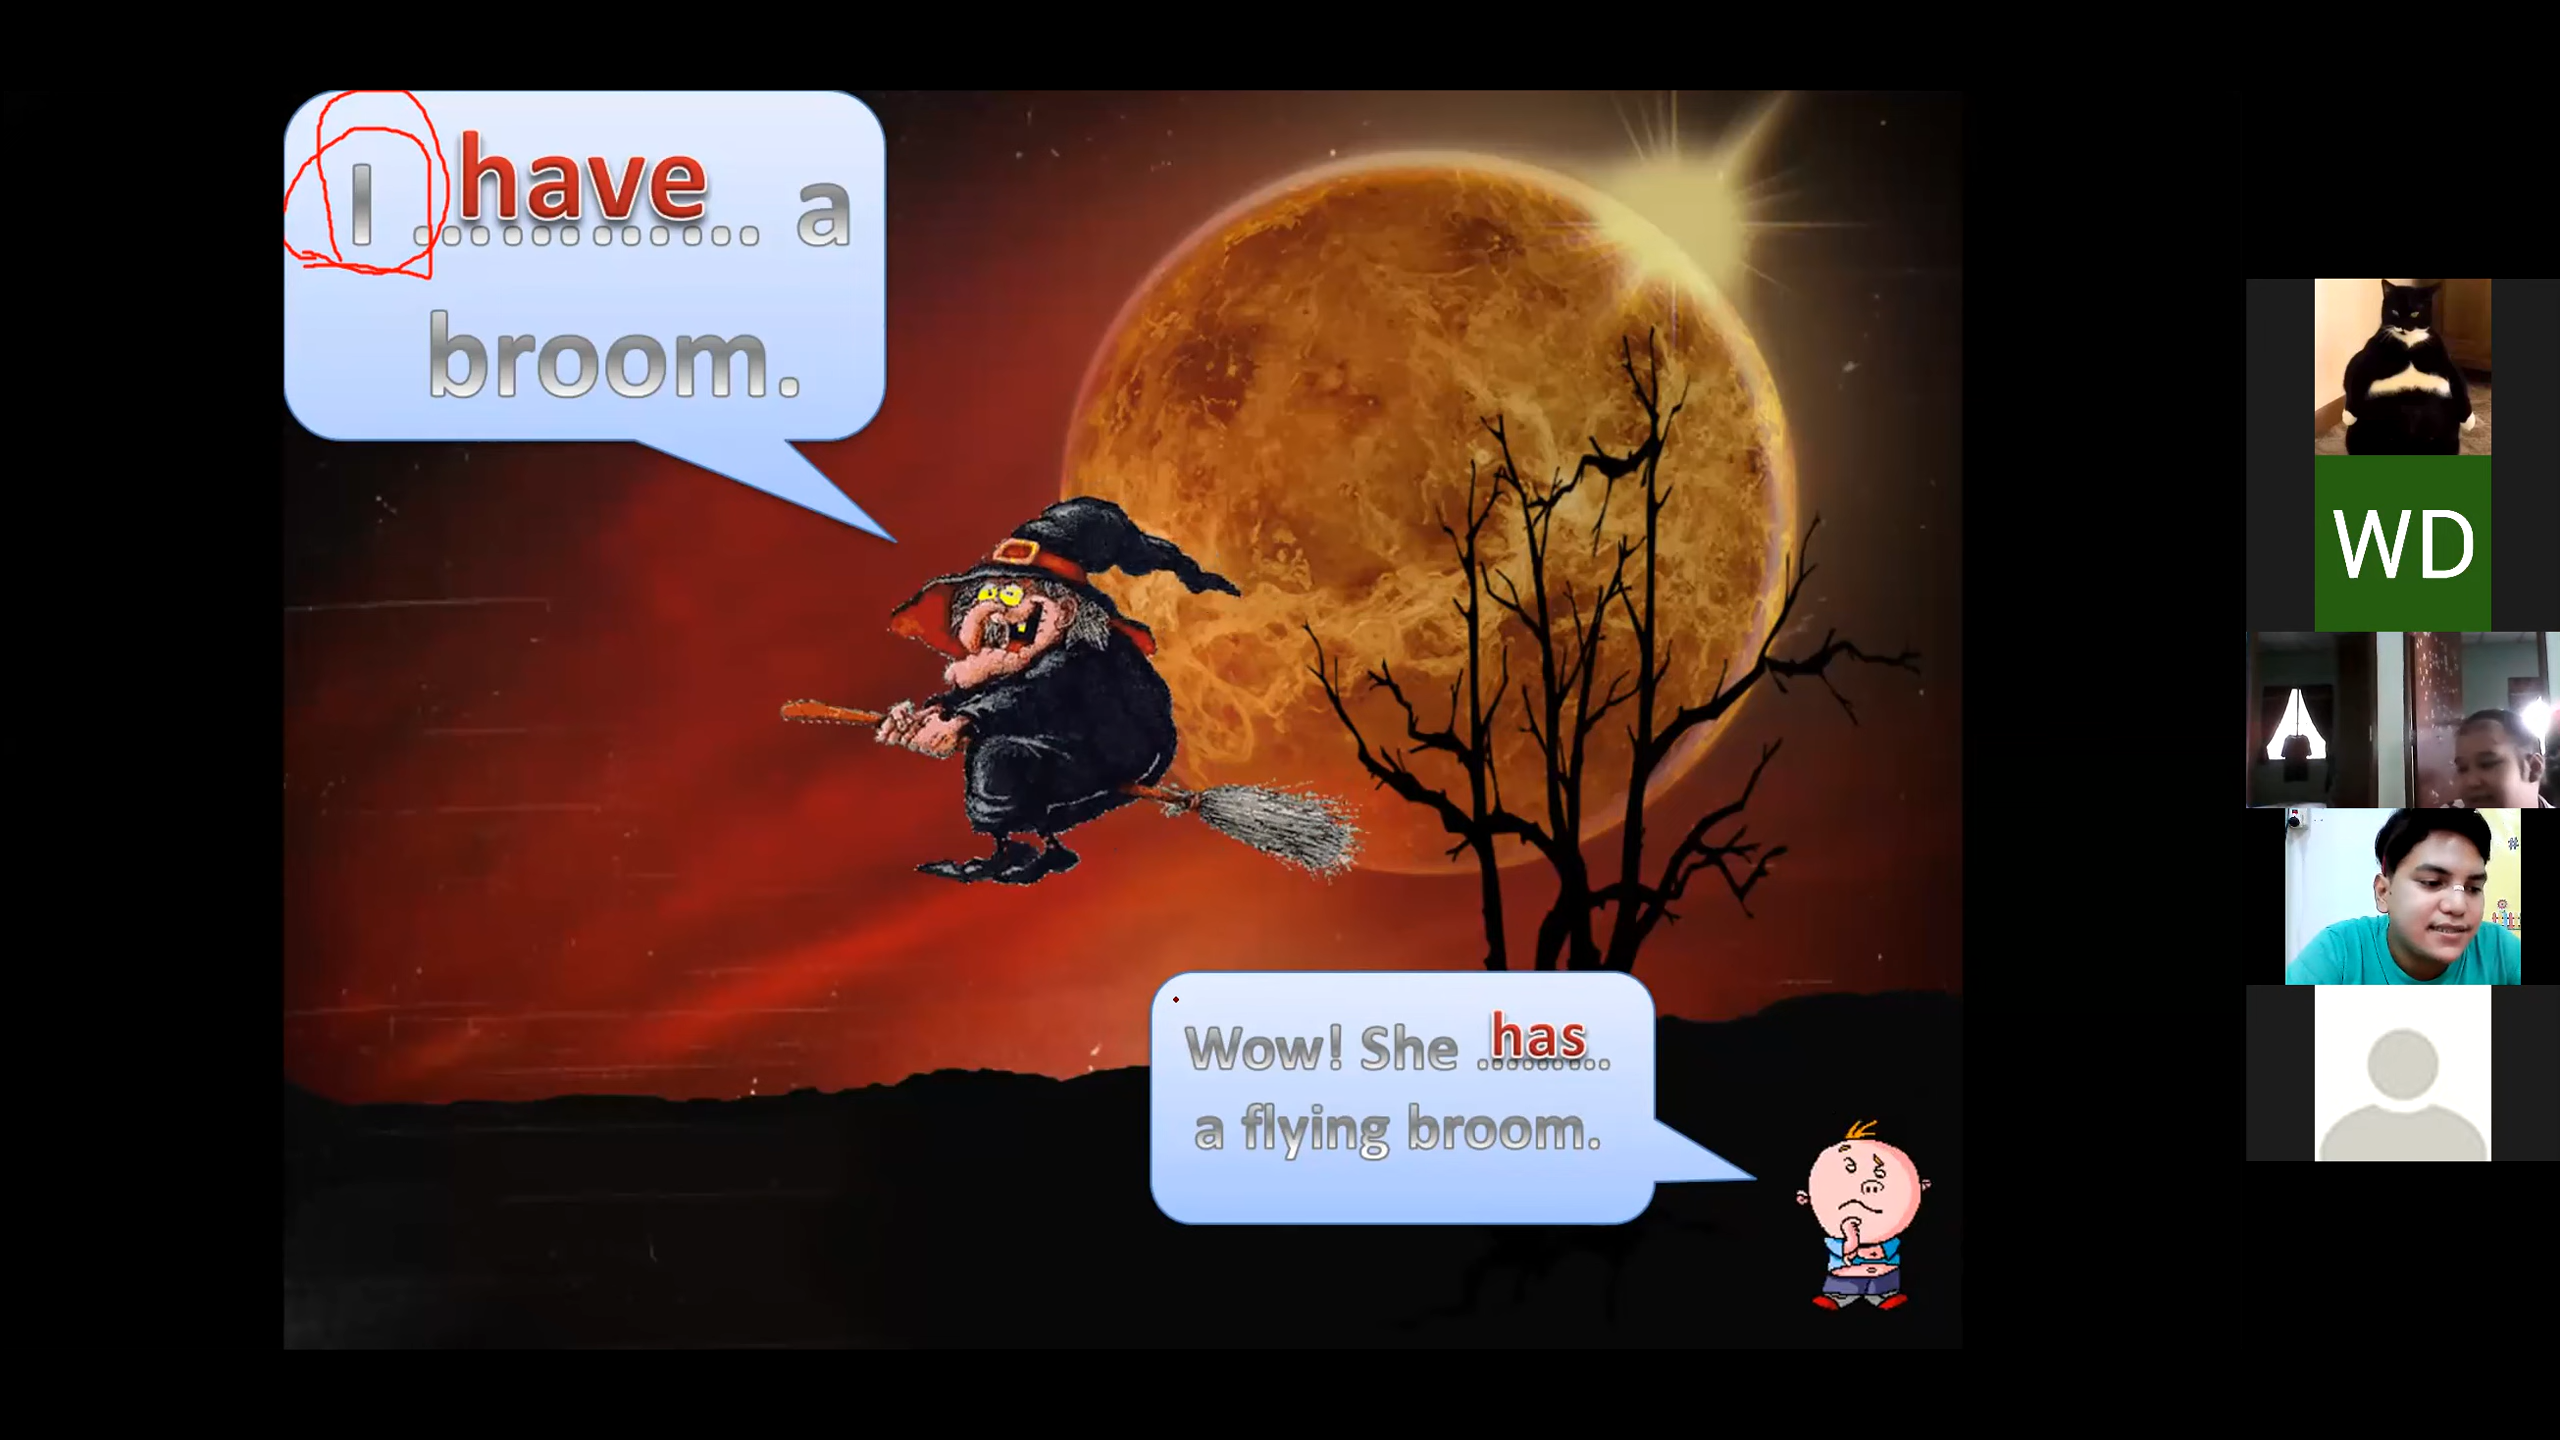 I ............ a
have
broom.
Wow! She .........
has
a flying broom.
WD
#